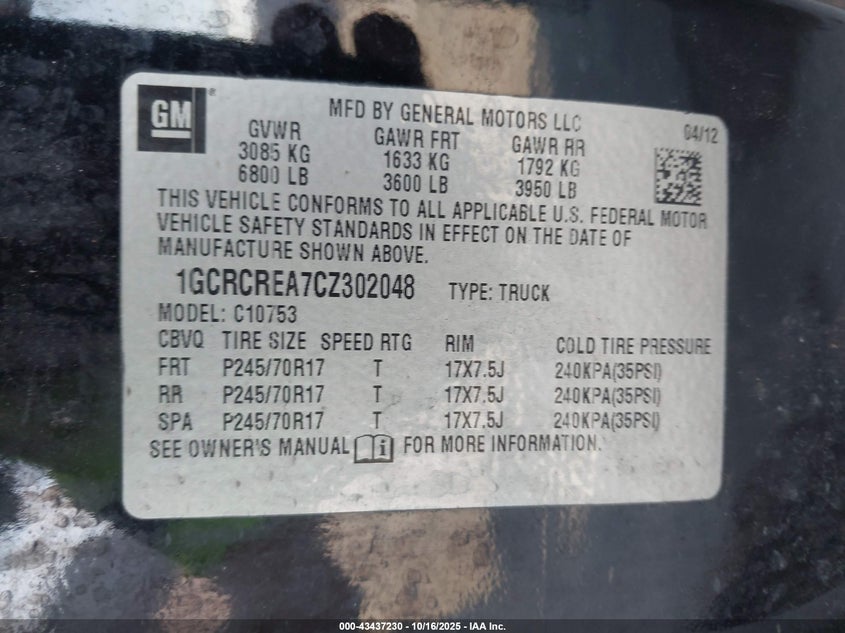 GM
MFD BY GENERAL MOTORS LLC
04/12
GVWR GAWR FRT GAWR RR
3085 KG 1633 KG 1792 KG
6800 LB 3600 LB 3950 LB
THIS VEHICLE CONFORMS TO ALL APPLICABLE U.S. FEDERAL MOTOR
VEHICLE SAFETY STANDARDS IN EFFECT ON THE DATE OF
MANUFACTURE SHOWN ABOVE.
1GCRCREA7CZ302048 TYPE: TRUCK
MODEL: C10753
CBVQ TIRE SIZE SPEED RTG RIM COLD TIRE PRESSURE
FRT P245/70R17 T 17X7.5J 240KPA(35PSI)
RR P245/70R17 T 17X7.5J 240KPA(35PSI)
SPA P245/70R17 T 17X7.5J 240KPA(35PSI)
SEE OWNER'S MANUAL i FOR MORE INFORMATION.
000-43437230 - 10/16/2025 - IAA Inc.